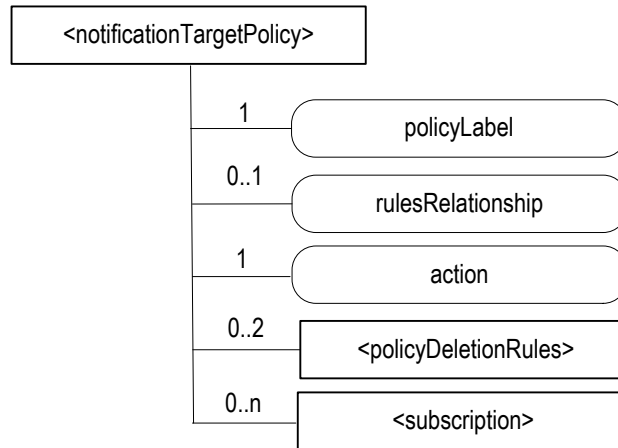 <notificationTargetPolicy>
1
policyLabel
0..1
rulesRelationship
1
action
0..2
<policyDeletionRules>
0..n
<subscription>